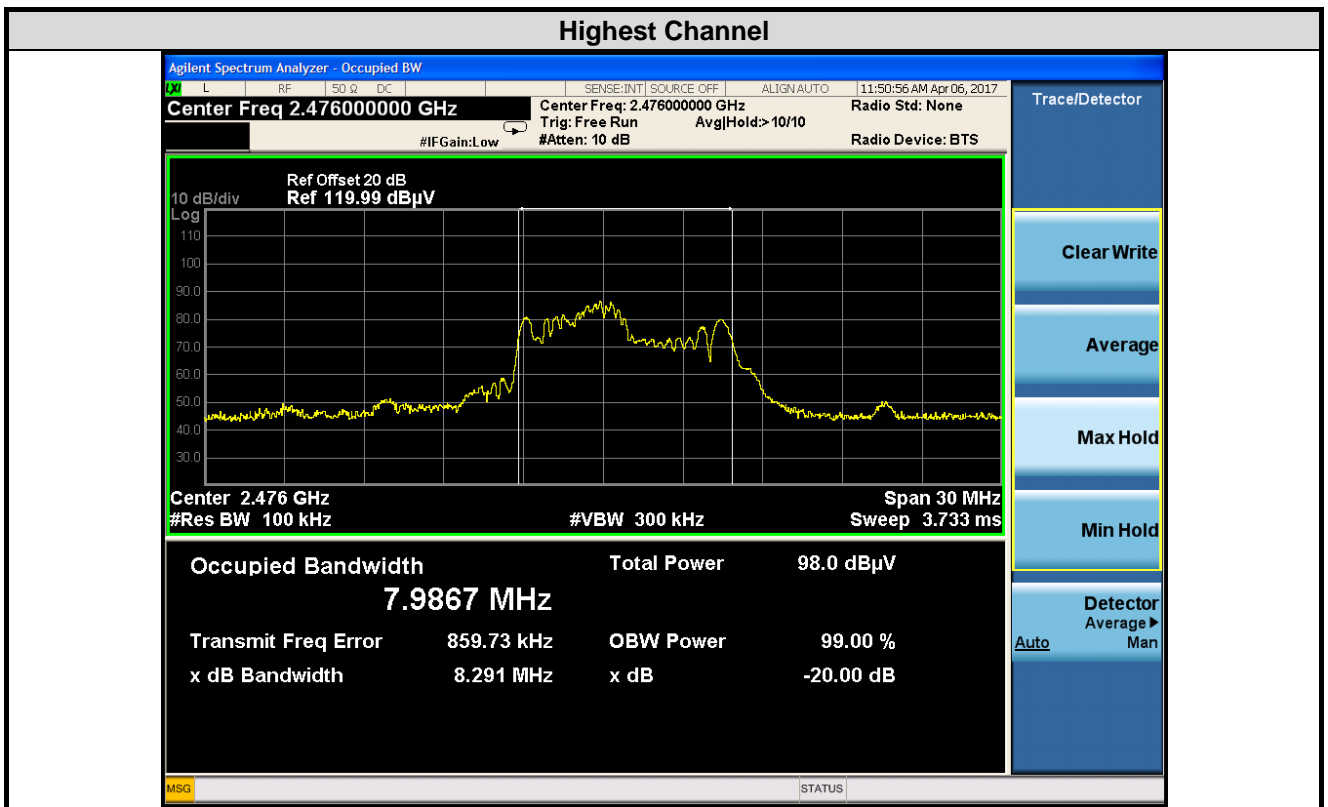 Highest Channel
Agilent Spectrum Analyzer - Occupied BW
LXI L RF 50 Ω DC SENSE:INT SOURCE OFF ALIGN AUTO 11:50:56 AM Apr 06, 2017
Center Freq 2.476000000 GHz
Center Freq: 2.476000000 GHz Radio Std: None
Trig: Free Run Avg|Hold:>10/10
#IFGain:Low #Atten: 10 dB Radio Device: BTS
Ref Offset 20 dB
10 dB/div Ref 119.99 dBµV
Log
110
100
90.0
80.0
70.0
60.0
50.0
40.0
30.0
Center 2.476 GHz Span 30 MHz
#Res BW 100 kHz #VBW 300 kHz Sweep 3.733 ms
Occupied Bandwidth Total Power 98.0 dBµV
7.9867 MHz
Transmit Freq Error 859.73 kHz OBW Power 99.00 %
x dB Bandwidth 8.291 MHz x dB -20.00 dB
Trace/Detector
Clear Write
Average
Max Hold
Min Hold
Detector
Average▶
Auto Man
MSG STATUS